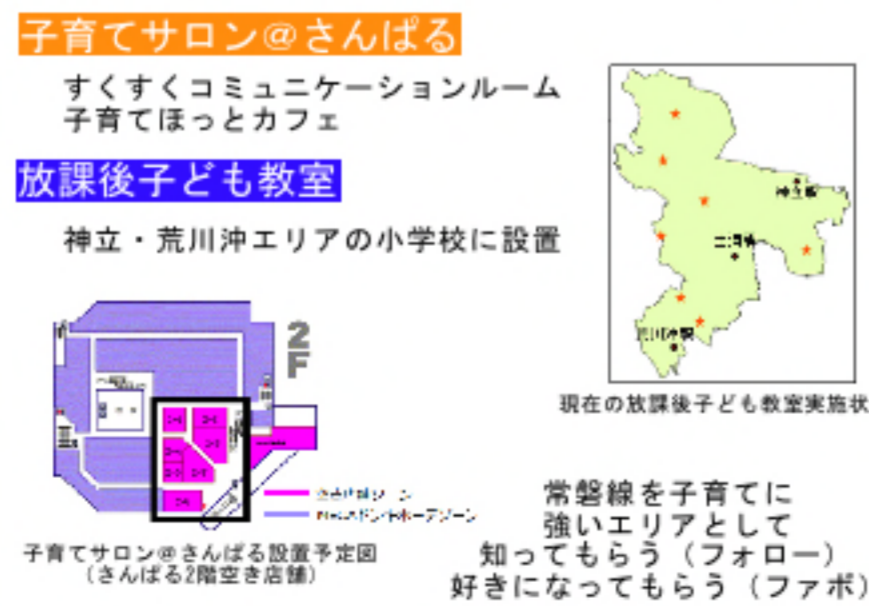 子育てサロン@さんぱる
すくすくコミュニケーションルーム
子育てほっとカフェ
放課後子ども教室
神立・荒川沖エリアの小学校に設置
神立駅
土浦駅
荒川沖駅
現在の放課後子ども教室実施状
2F
子育てサロン@さんぱる設置予定図
(さんぱる2階空き店舗)
常磐線を子育てに
強いエリアとして
知ってもらう(フォロー)
好きになってもらう(ファボ)